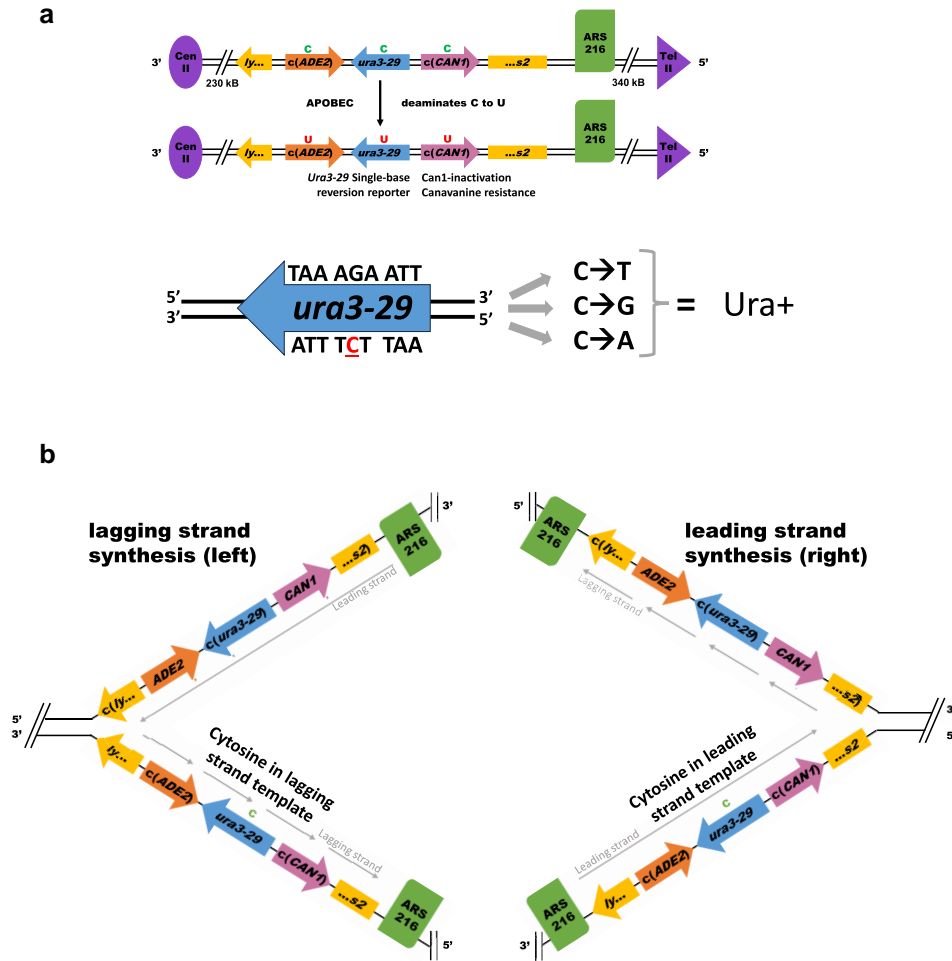 a
3’ Cen II 230 kB ly... c(ADE2) C ura3-29 C c(CAN1) C ...s2 ARS 216 340 kB Tel II 5’
APOBEC deaminates C to U
3’ Cen II ly... c(ADE2) U ura3-29 U c(CAN1) U ...s2 ARS 216 Tel II 5’
Ura3-29 Single-base reversion reporter
Can1-inactivation Canavanine resistance
TAA AGA ATT
5’ ura3-29 3’
3’ 5’
ATT TCT TAA
C→T
C→G = Ura+
C→A
b
lagging strand
synthesis (left)
3’
ARS 216
...s2)
CAN1
c(ura3-29)
ADE2
c(ly...
Leading strand
5’
3’
ly...
c(ADE2)
ura3-29
C
c(CAN1)
...s2
ARS 216
5’
Cytosine in lagging
strand template
Lagging strand
leading strand
synthesis (right)
5’
ARS 216
c(ly...
ADE2
c(ura3-29)
CAN1
...s2)
Lagging strand
3’
5’
Cytosine in leading
strand template
Leading strand
...s2
c(CAN1)
C
ura3-29
c(ADE2)
ly...
ARS 216
3’